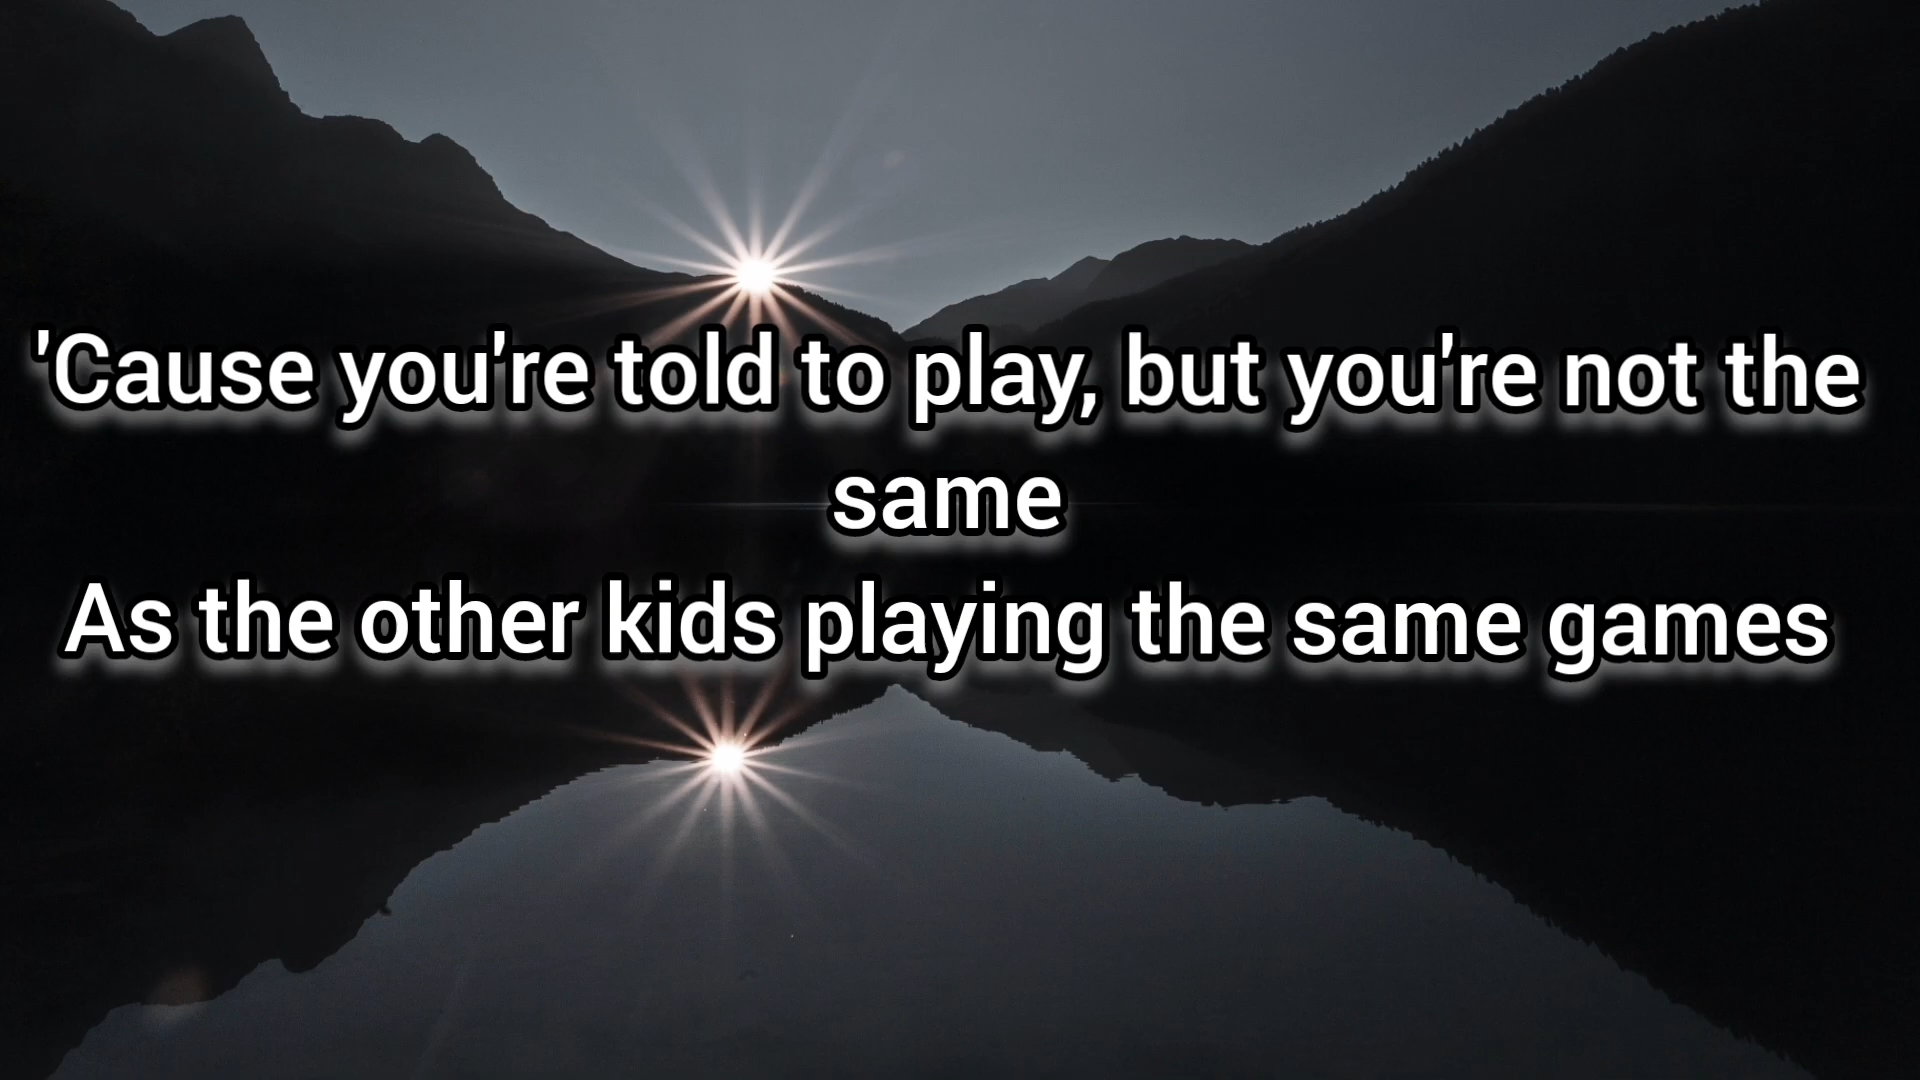 'Cause you're told to play, but you're not the
same
As the other kids playing the same games